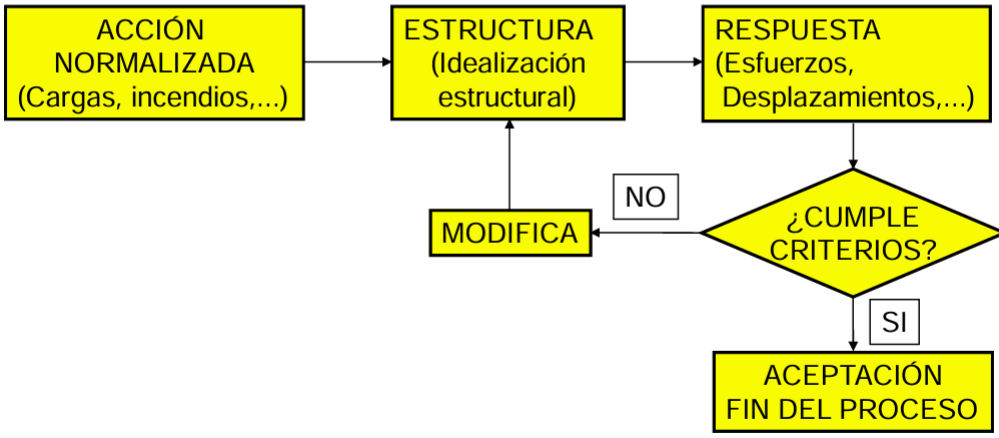 ACCIÓN
NORMALIZADA
(Cargas, incendios,...)
ESTRUCTURA
(Idealización
estructural)
RESPUESTA
(Esfuerzos,
Desplazamientos,...)
NO
MODIFICA
¿CUMPLE
CRITERIOS?
SI
ACEPTACIÓN
FIN DEL PROCESO